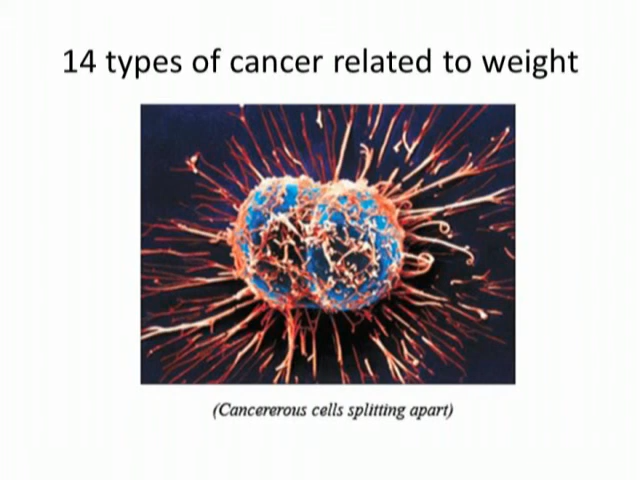 14 types of cancer related to weight
(Cancererous cells splitting apart)